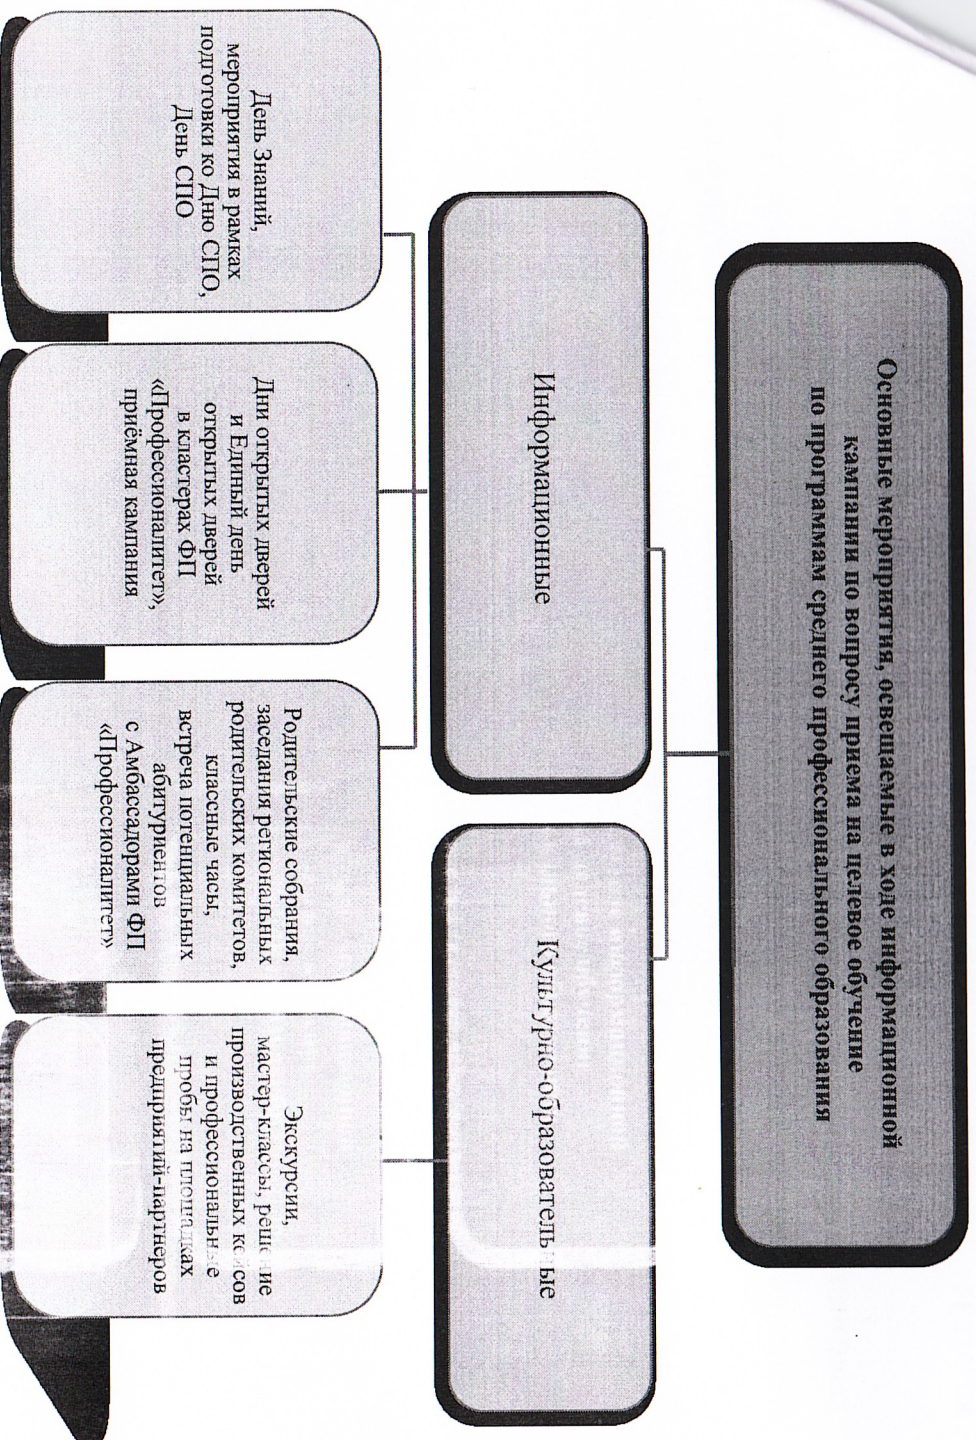 Основные мероприятия, освещаемые в ходе информационной
кампании по вопросу приема на целевое обучение
по программам среднего профессионального образования
Информационные
Культурно-образовательные
День Знаний,
мероприятия в рамках
подготовки ко Дню СПО,
День СПО
Дни открытых дверей
и Единый день
открытых дверей
в кластерах ФП
«Профессионалитет»,
приёмная кампания
Родительские собрания,
заседания региональных
родительских комитетов,
классные часы,
встреча потенциальных
абитуриентов
с Амбассадорами ФП
«Профессионалитет»
Экскурсии,
мастер-классы, решение
производственных кейсов
и профессиональные
пробы на площадках
предприятий-партнеров